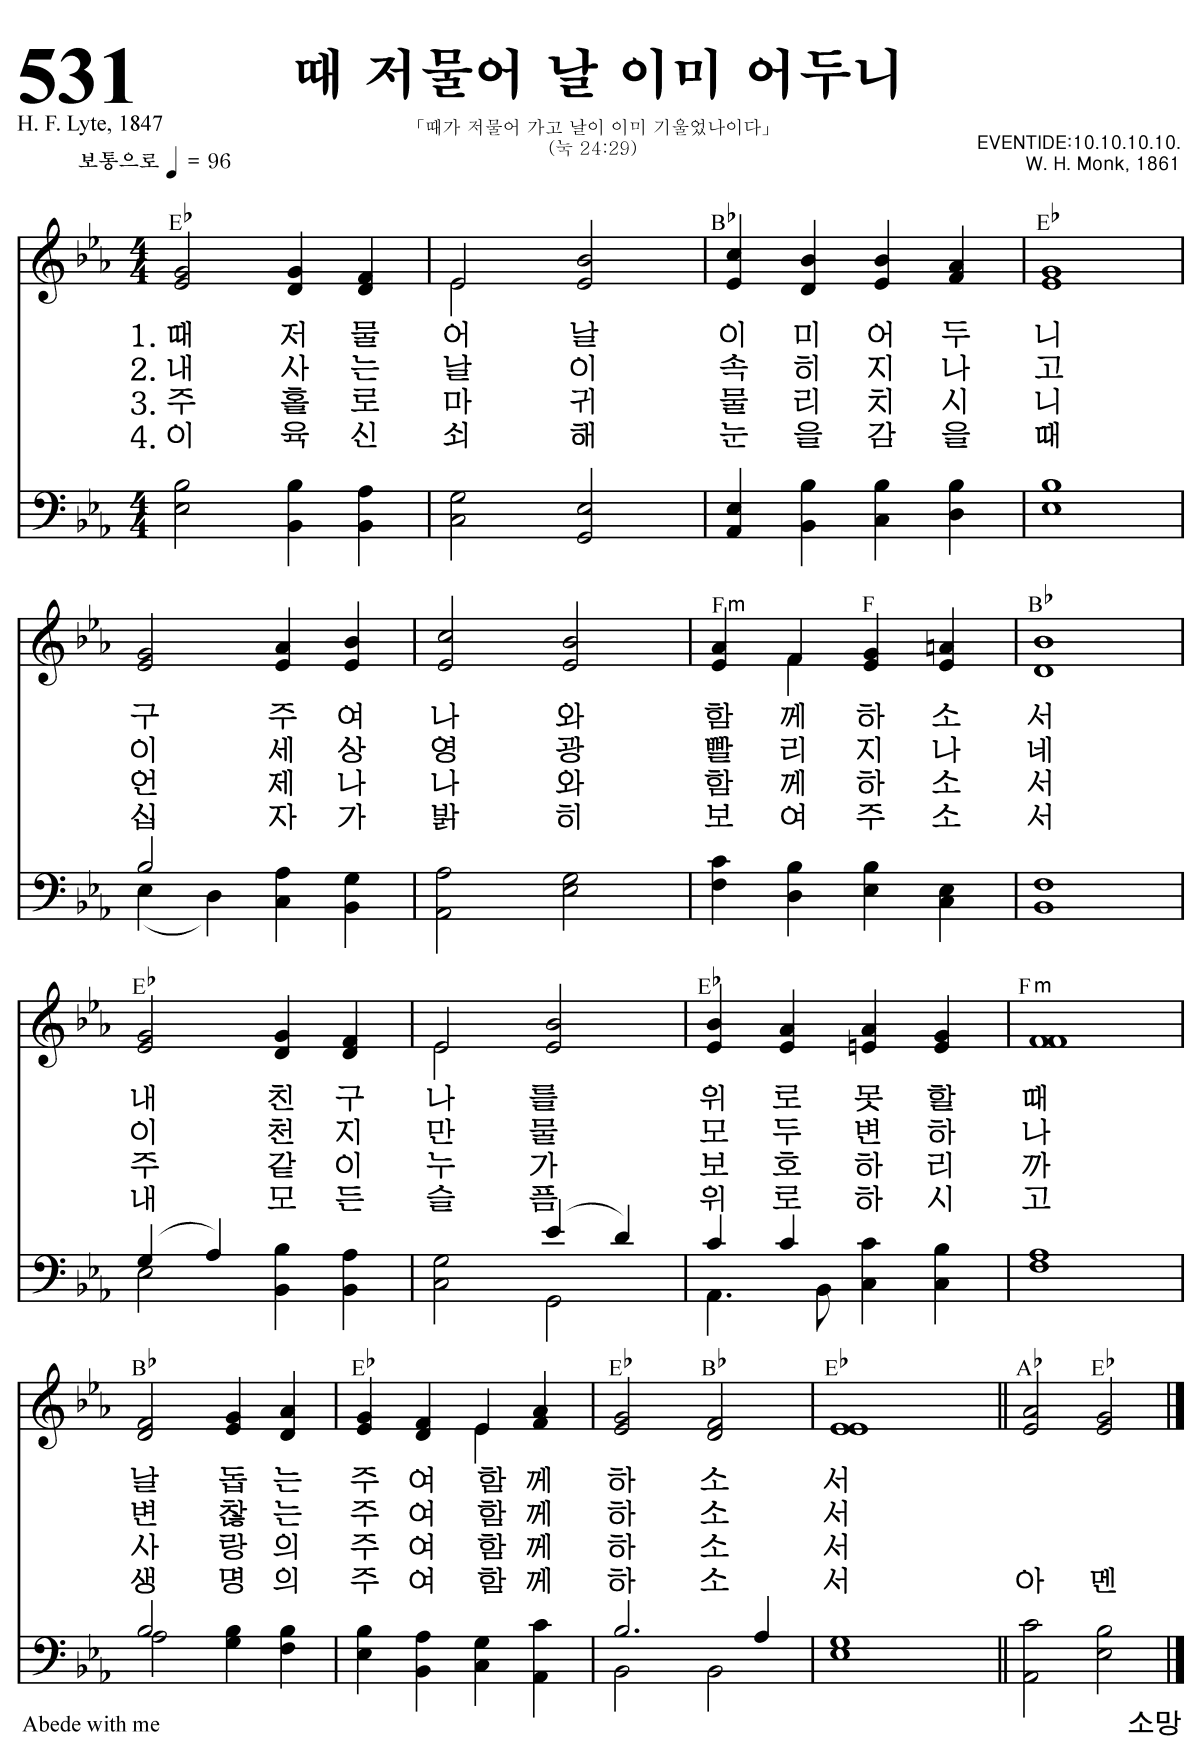 531
때 저물어 날 이미 어두니
H. F. Lyte, 1847
「때가 저물어 가고 날이 이미 기울었나이다」
(눅 24:29)
EVENTIDE:10.10.10.10.
보통으로 ♩ = 96
W. H. Monk, 1861
E♭ B♭ E♭
1. 때 저 물 어 날 이 미 어 두 니
2. 내 사 는 날 이 속 히 지 나 고
3. 주 홀 로 마 귀 물 리 치 시 니
4. 이 육 신 쇠 해 눈 을 감 을 때
Fm F B♭
구 주 여 나 와 함 께 하 소 서
이 세 상 영 광 빨 리 지 나 네
언 제 나 나 와 함 께 하 소 서
십 자 가 밝 히 보 여 주 소 서
E♭ E♭ Fm
내 친 구 나 를 위 로 못 할 때
이 천 지 만 물 모 두 변 하 나
주 같 이 누 가 보 호 하 리 까
내 모 든 슬 픔 위 로 하 시 고
B♭ E♭ E♭ B♭ E♭ A♭ E♭
날 돕 는 주 여 함 께 하 소 서
변 찮 는 주 여 함 께 하 소 서
사 랑 의 주 여 함 께 하 소 서
생 명 의 주 여 함 께 하 소 서 아 멘
Abede with me
소망